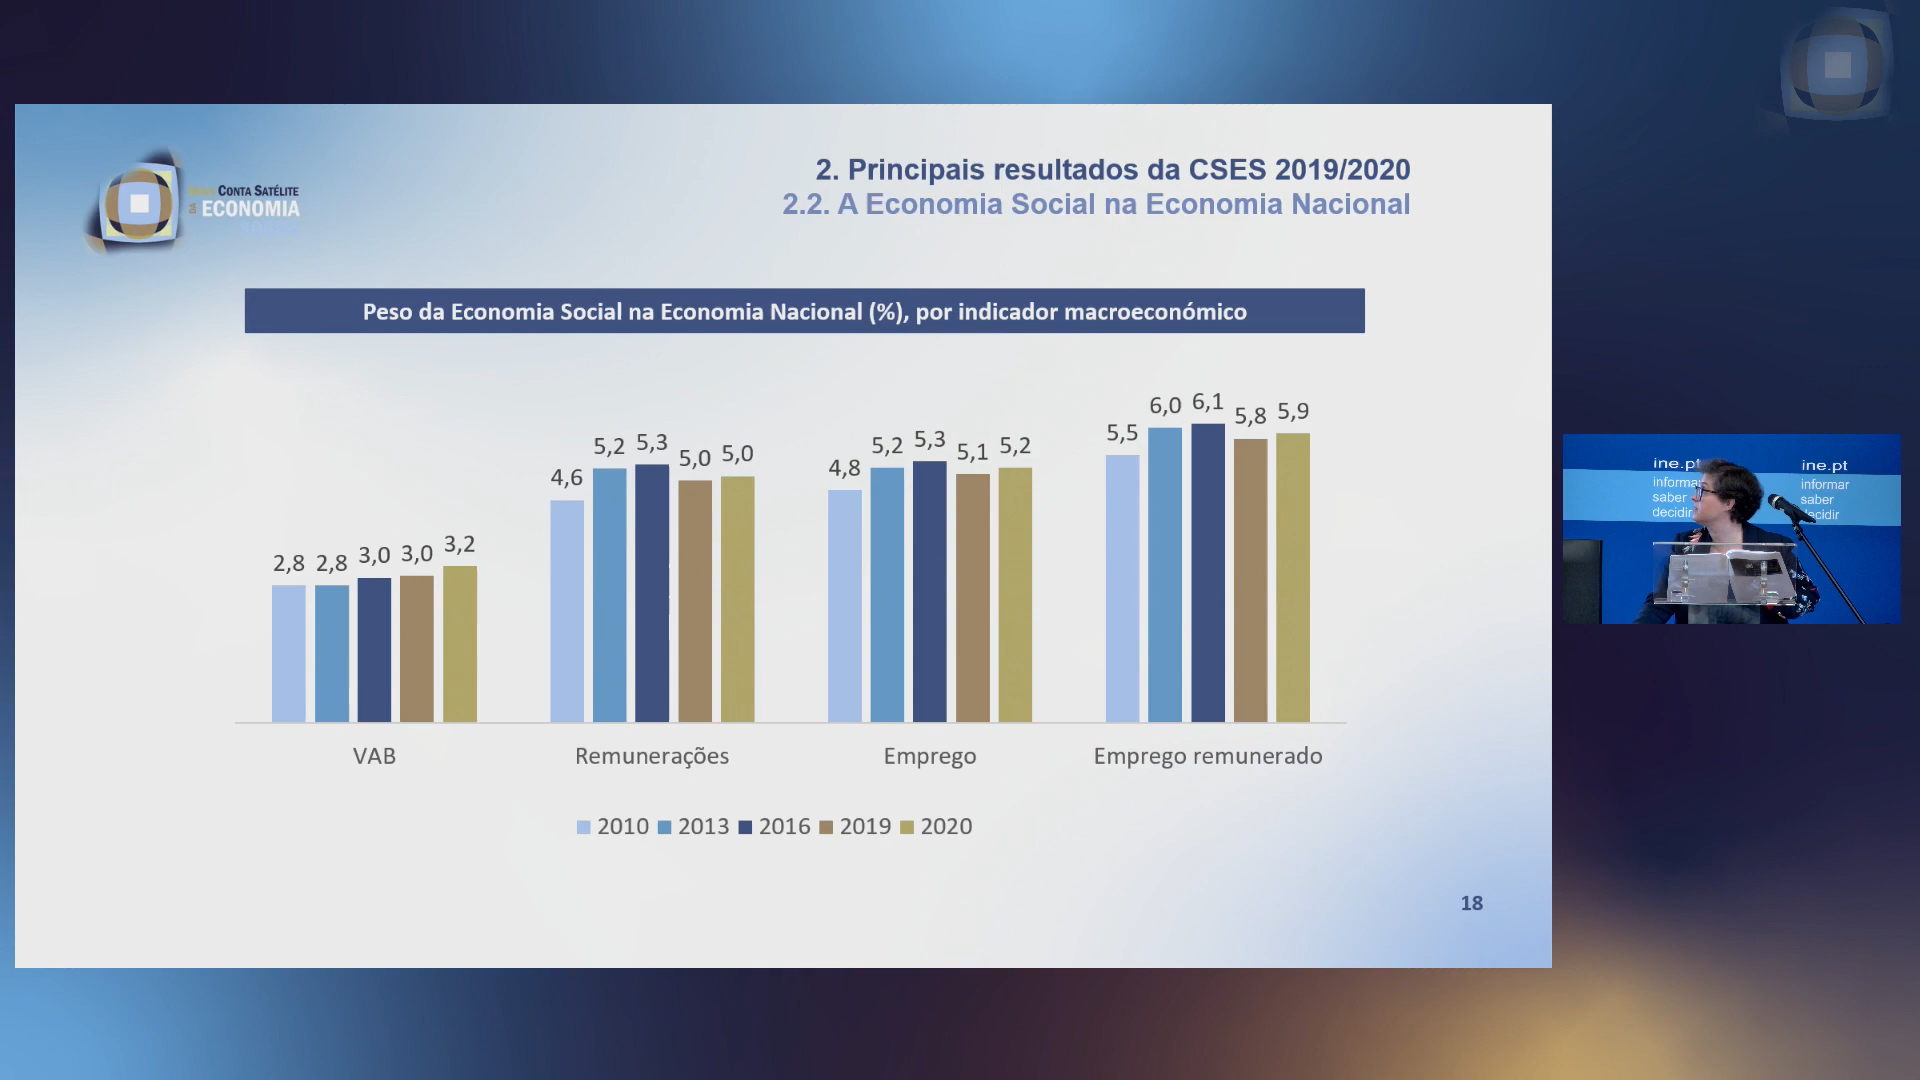 2. Principais resultados da CSES 2019/2020
2.2. A Economia Social na Economia Nacional
CONTA SATÉLITE
DA ECONOMIA
Peso da Economia Social na Economia Nacional (%), por indicador macroeconómico
2,8 2,8 3,0 3,0 3,2
4,6 5,2 5,3 5,0 5,0
4,8 5,2 5,3 5,1 5,2
5,5 6,0 6,1 5,8 5,9
VAB Remunerações Emprego Emprego remunerado
2010 2013 2016 2019 2020
18
ine.pt
informar
saber
decidir
ine.pt
informar
saber
decidir